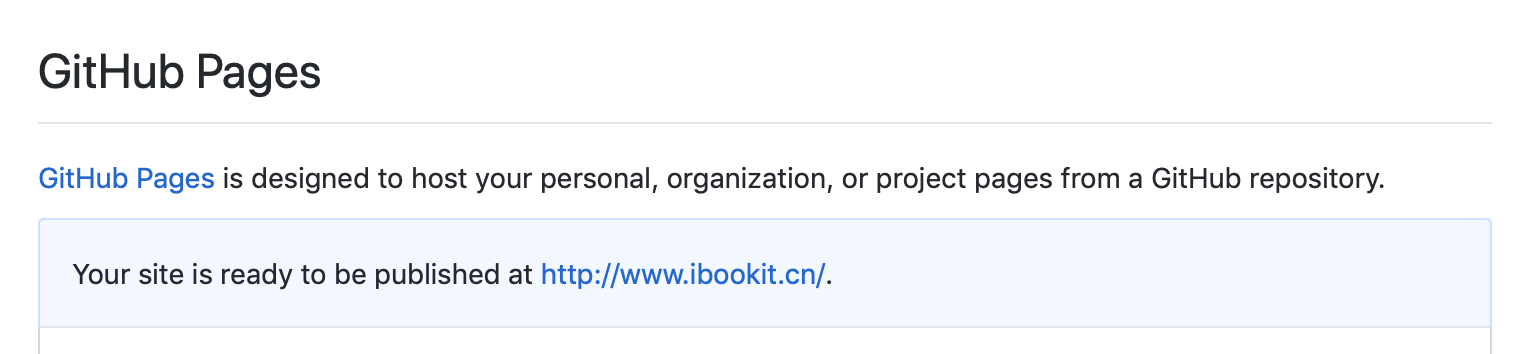 GitHub Pages
GitHub Pages is designed to host your personal, organization, or project pages from a GitHub repository.
Your site is ready to be published at http://www.ibookit.cn/.